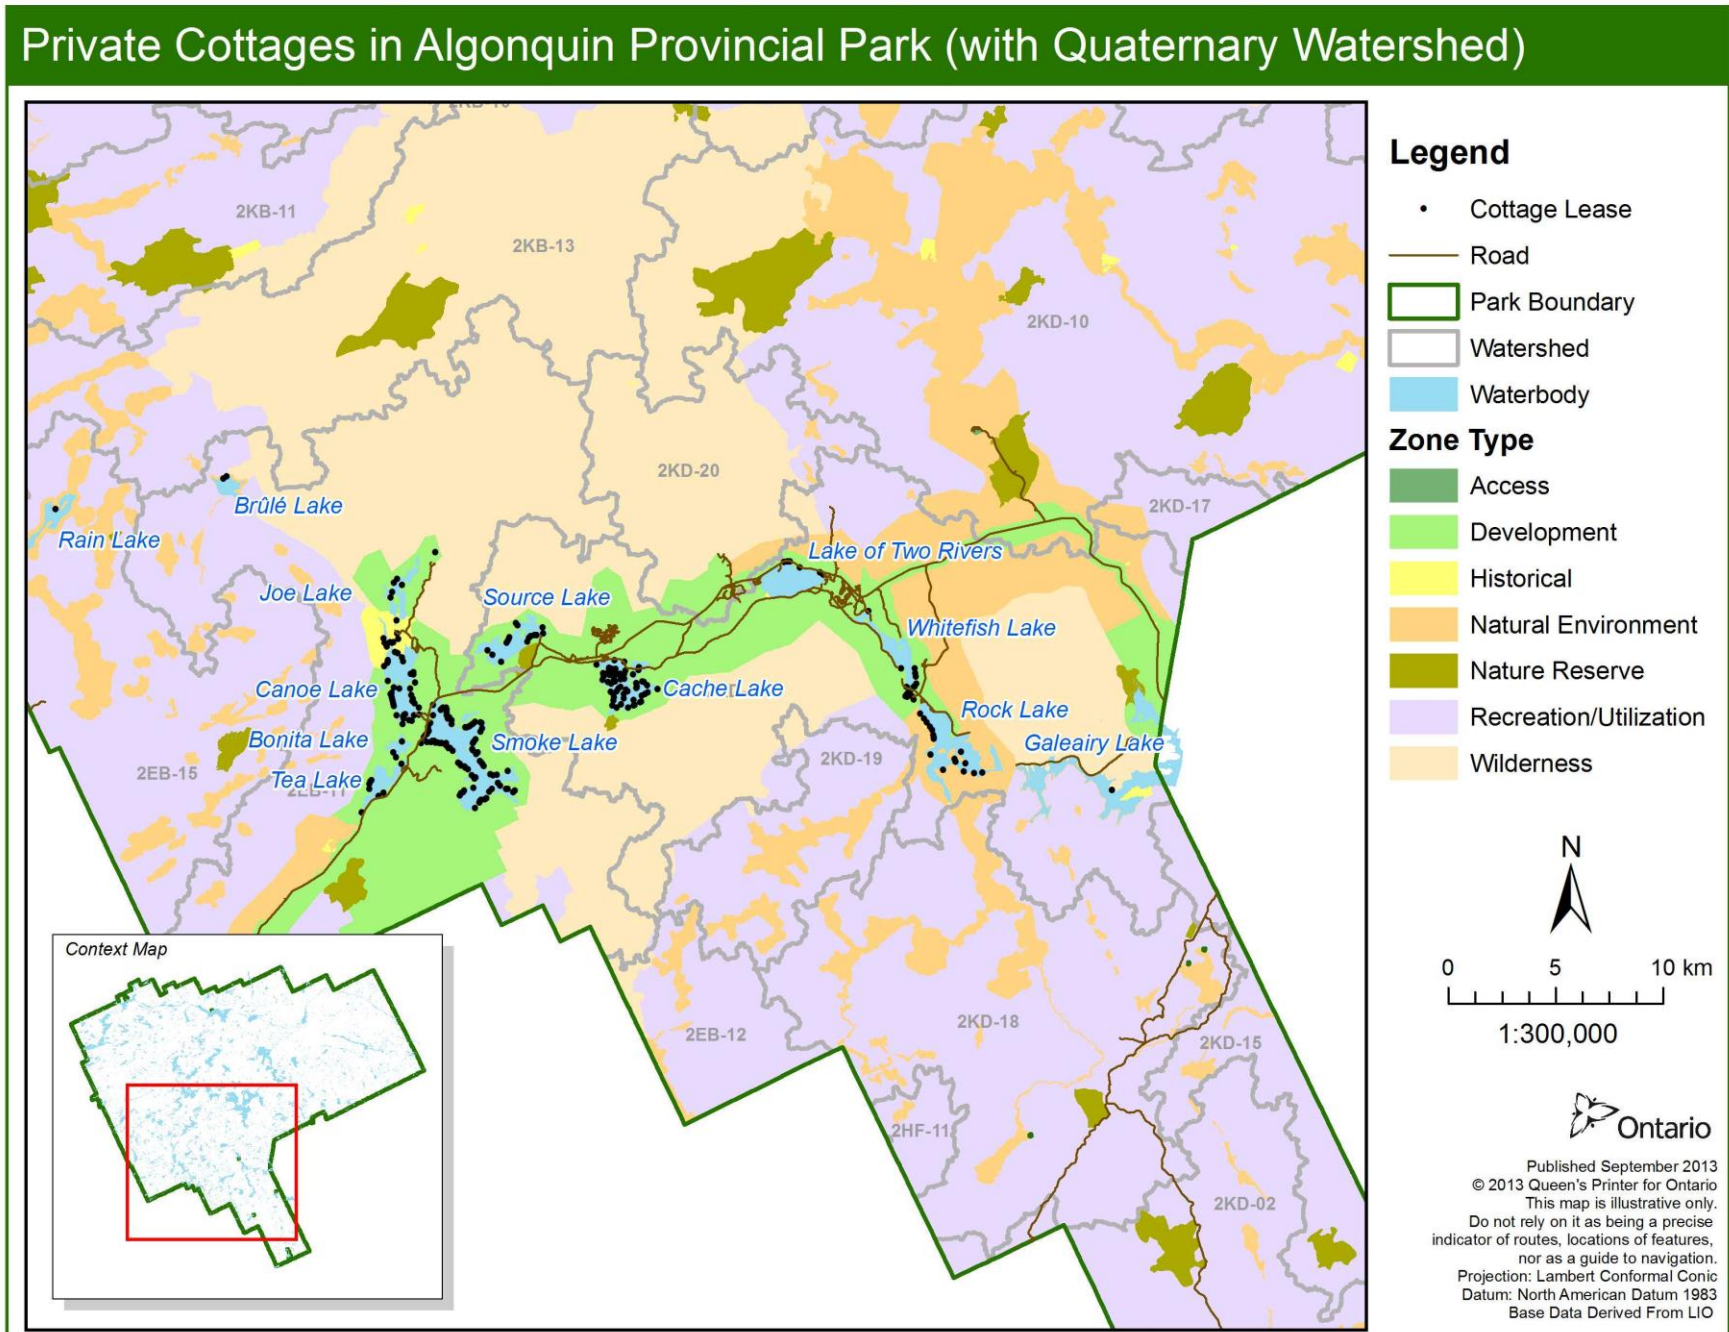 Private Cottages in Algonquin Provincial Park (with Quaternary Watershed)
2KB-11
2KB-13
2KD-10
2KD-20
2KD-17
Brûlé Lake
Rain Lake
Lake of Two Rivers
Joe Lake
Source Lake
Whitefish Lake
Canoe Lake
Cache Lake
Rock Lake
Bonita Lake
Smoke Lake
Galeairy Lake
2KD-19
2EB-15
Tea Lake
2EB-12
2KD-18
2KD-15
2HF-11
2KD-02
Context Map
Legend
Cottage Lease
Road
Park Boundary
Watershed
Waterbody
Zone Type
Access
Development
Historical
Natural Environment
Nature Reserve
Recreation/Utilization
Wilderness
N
0 5 10 km
1:300,000
Ontario
Published September 2013
© 2013 Queen's Printer for Ontario
This map is illustrative only.
Do not rely on it as being a precise
indicator of routes, locations of features,
nor as a guide to navigation.
Projection: Lambert Conformal Conic
Datum: North American Datum 1983
Base Data Derived From LIO